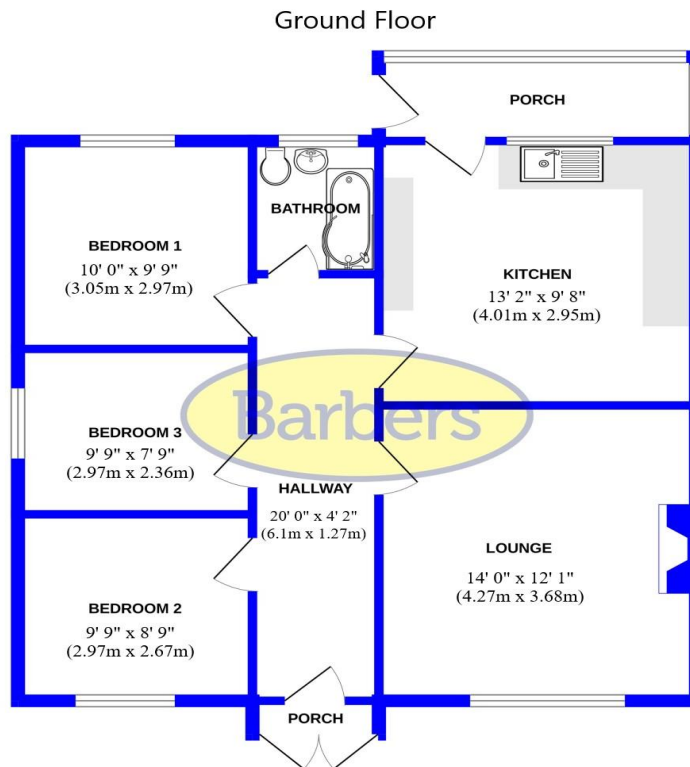 Ground Floor
PORCH
BATHROOM
BEDROOM 1
10' 0" x 9' 9"
(3.05m x 2.97m)
KITCHEN
13' 2" x 9' 8"
(4.01m x 2.95m)
Barbers
BEDROOM 3
9' 9" x 7' 9"
(2.97m x 2.36m)
HALLWAY
20' 0" x 4' 2"
(6.1m x 1.27m)
LOUNGE
14' 0" x 12' 1"
(4.27m x 3.68m)
BEDROOM 2
9' 9" x 8' 9"
(2.97m x 2.67m)
PORCH